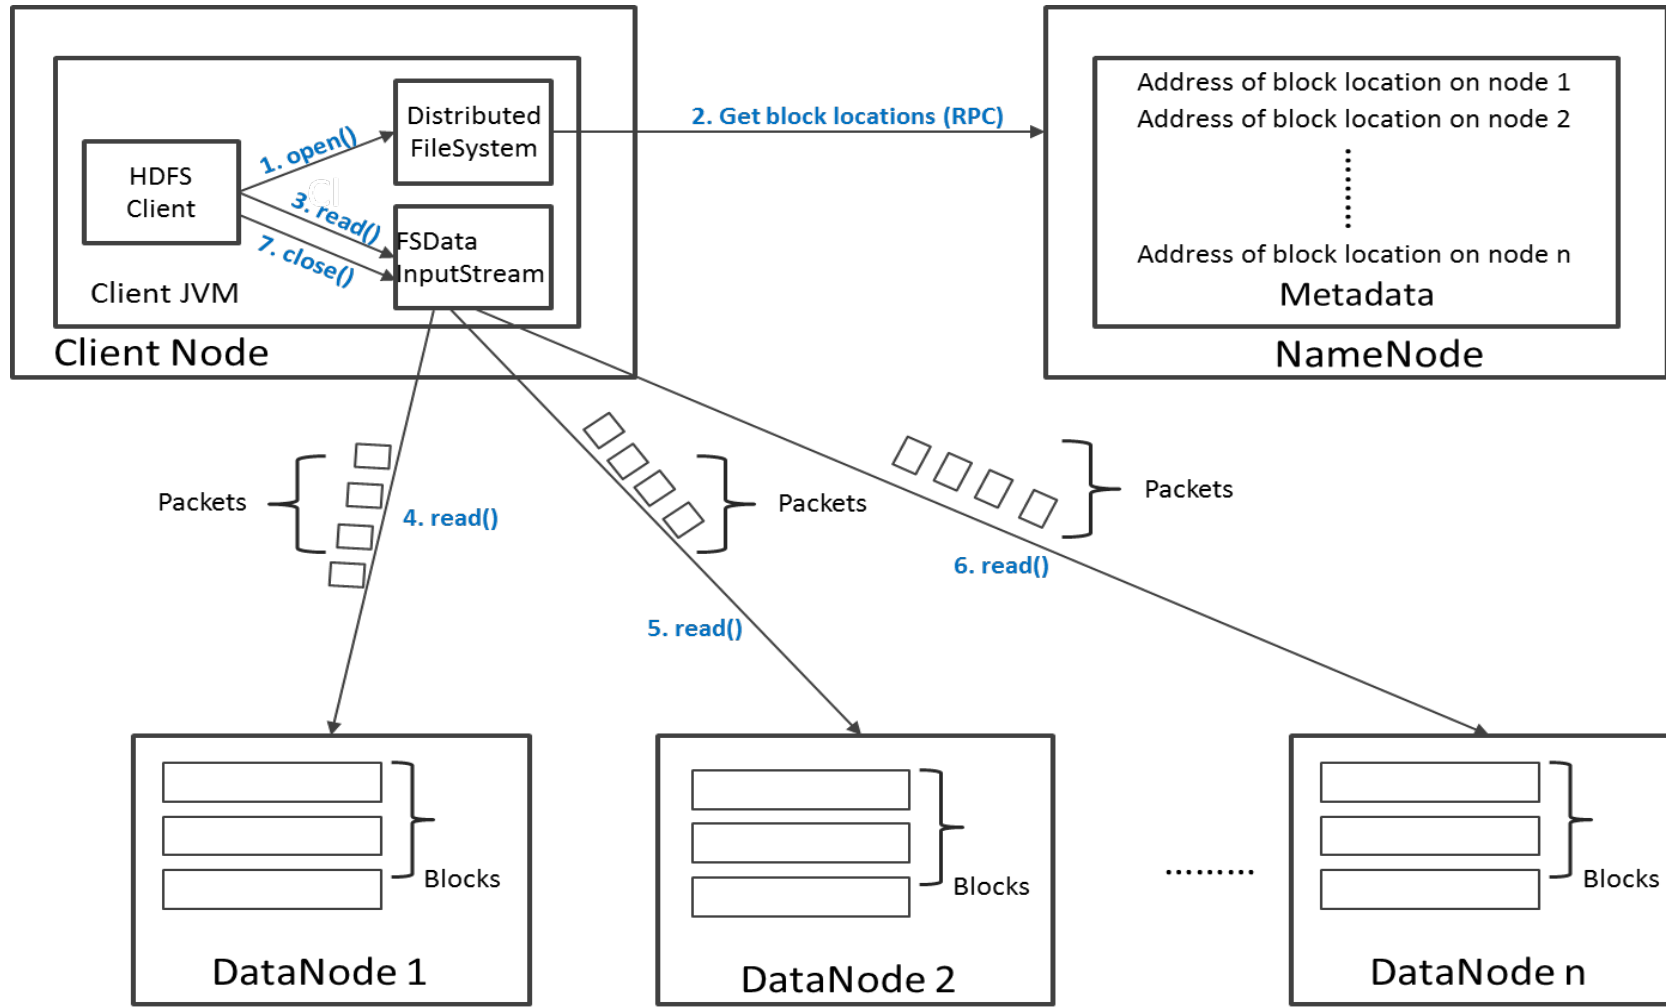 Distributed
FileSystem
HDFS
Client
1. open()
CI
3. read()
7. close()
FSData
InputStream
Client JVM
Client Node
2. Get block locations (RPC)
Address of block location on node 1
Address of block location on node 2
Address of block location on node n
Metadata
NameNode
Packets
4. read()
Packets
5. read()
Packets
6. read()
Blocks
DataNode 1
Blocks
DataNode 2
.........
Blocks
DataNode n